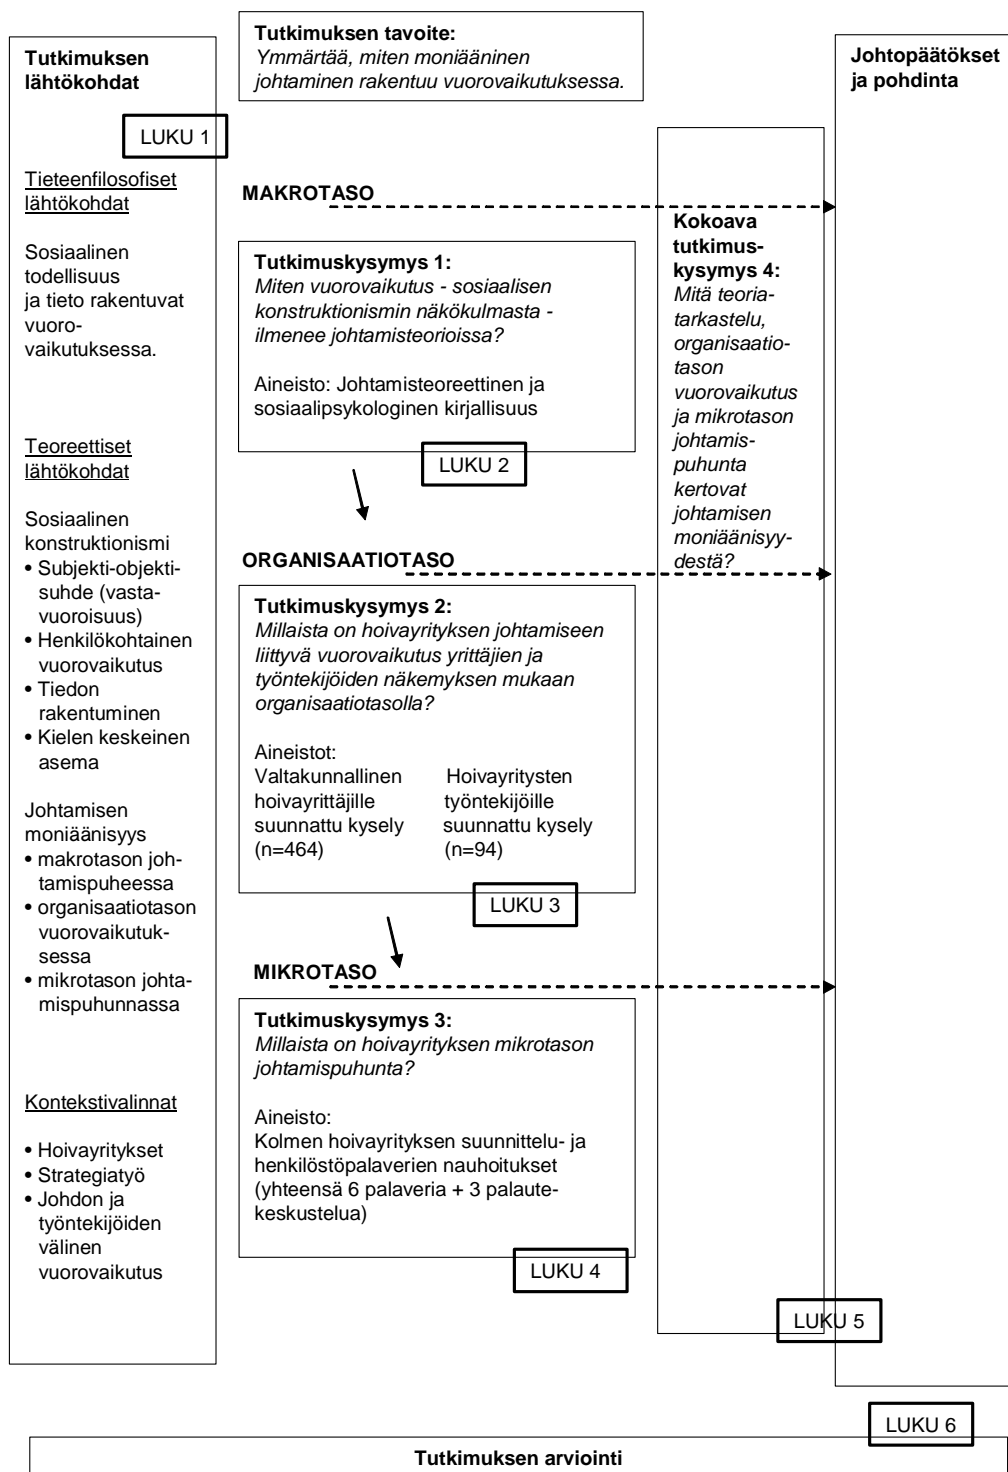 Tutkimuksen
lähtökohdat
LUKU 1
Tieteenfilosofiset
lähtökohdat
Sosiaalinen
todellisuus
ja tieto rakentuvat
vuoro-
vaikutuksessa.
Teoreettiset
lähtökohdat
Sosiaalinen
konstruktionismi
• Subjekti-objekti-
suhde (vasta-
vuoroisuus)
• Henkilökohtainen
vuorovaikutus
• Tiedon
rakentuminen
• Kielen keskeinen
asema
Johtamisen
moniäänisyys
• makrotason joh-
tamispuheessa
• organisaatiotason
vuorovaikutuk-
sessa
• mikrotason johta-
mispuhunnassa
Kontekstivalinnat
• Hoivayritykset
• Strategiatyö
• Johdon ja
työntekijöiden
välinen
vuorovaikutus
Tutkimuksen tavoite:
Ymmärtää, miten moniääninen
johtaminen rakentuu vuorovaikutuksessa.
MAKROTASO
Tutkimuskysymys 1:
Miten vuorovaikutus - sosiaalisen
konstruktionismin näkökulmasta -
ilmenee johtamisteorioissa?
Aineisto: Johtamisteoreettinen ja
sosiaalipsykologinen kirjallisuus
LUKU 2
ORGANISAATIOTASO
Tutkimuskysymys 2:
Millaista on hoivayrityksen johtamiseen
liittyvä vuorovaikutus yrittäjien ja
työntekijöiden näkemyksen mukaan
organisaatiotasolla?
Aineistot:
Valtakunnallinen Hoivayritysten
hoivayrittäjille työntekijöille
suunnattu kysely suunnattu kysely
(n=464) (n=94)
LUKU 3
MIKROTASO
Tutkimuskysymys 3:
Millaista on hoivayrityksen mikrotason
johtamispuhunta?
Aineisto:
Kolmen hoivayrityksen suunnittelu- ja
henkilöstöpalaverien nauhoitukset
(yhteensä 6 palaveria + 3 palaute-
keskustelua)
LUKU 4
Kokoava
tutkimus-
kysymys 4:
Mitä teoria-
tarkastelu,
organisaatio-
tason
vuorovaikutus
ja mikrotason
johtamis-
puhunta
kertovat
johtamisen
moniäänisyy-
destä?
LUKU 5
Johtopäätökset
ja pohdinta
LUKU 6
Tutkimuksen arviointi